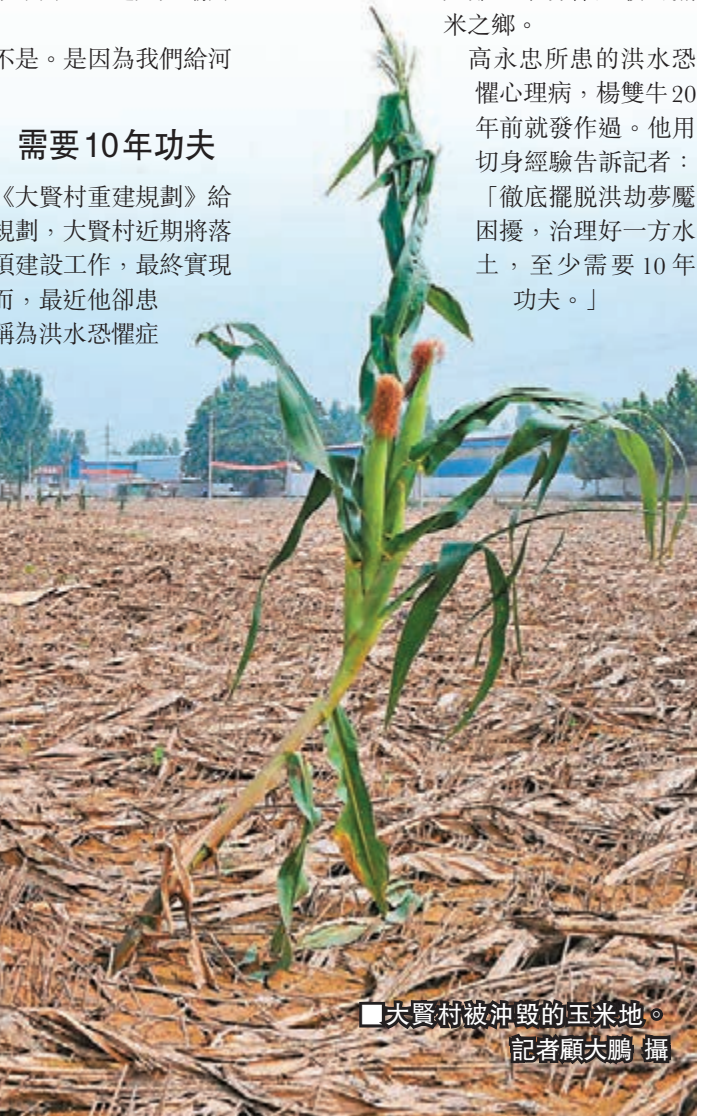 不是。是因為我們給河
需要10年功夫
《大賢村重建規劃》給
規劃，大賢村近期將落
項建設工作，最終實現
而，最近他卻患
稱為洪水恐懼症
米之鄉。
高永忠所患的洪水恐
懼心理病，楊雙牛20
年前就發作過。他用
切身經驗告訴記者：
「徹底擺脫洪劫夢魘
困擾，治理好一方水
土，至少需要10年
功夫。」
■大賢村被沖毀的玉米地。
記者顧大鵬 攝